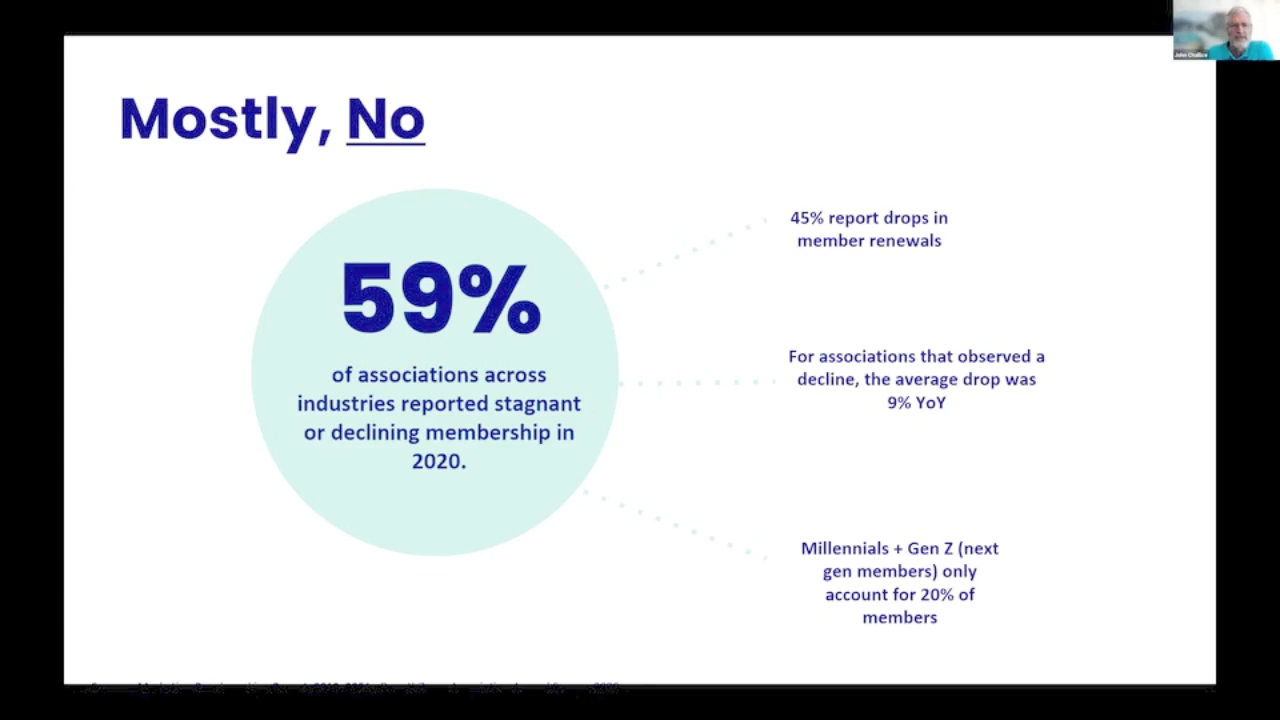 Mostly, No
59%
of associations across
industries reported stagnant
or declining membership in
2020.
45% report drops in
member renewals
For associations that observed a
decline, the average drop was
9% YoY
Millennials + Gen Z (next
gen members) only
account for 20% of
members